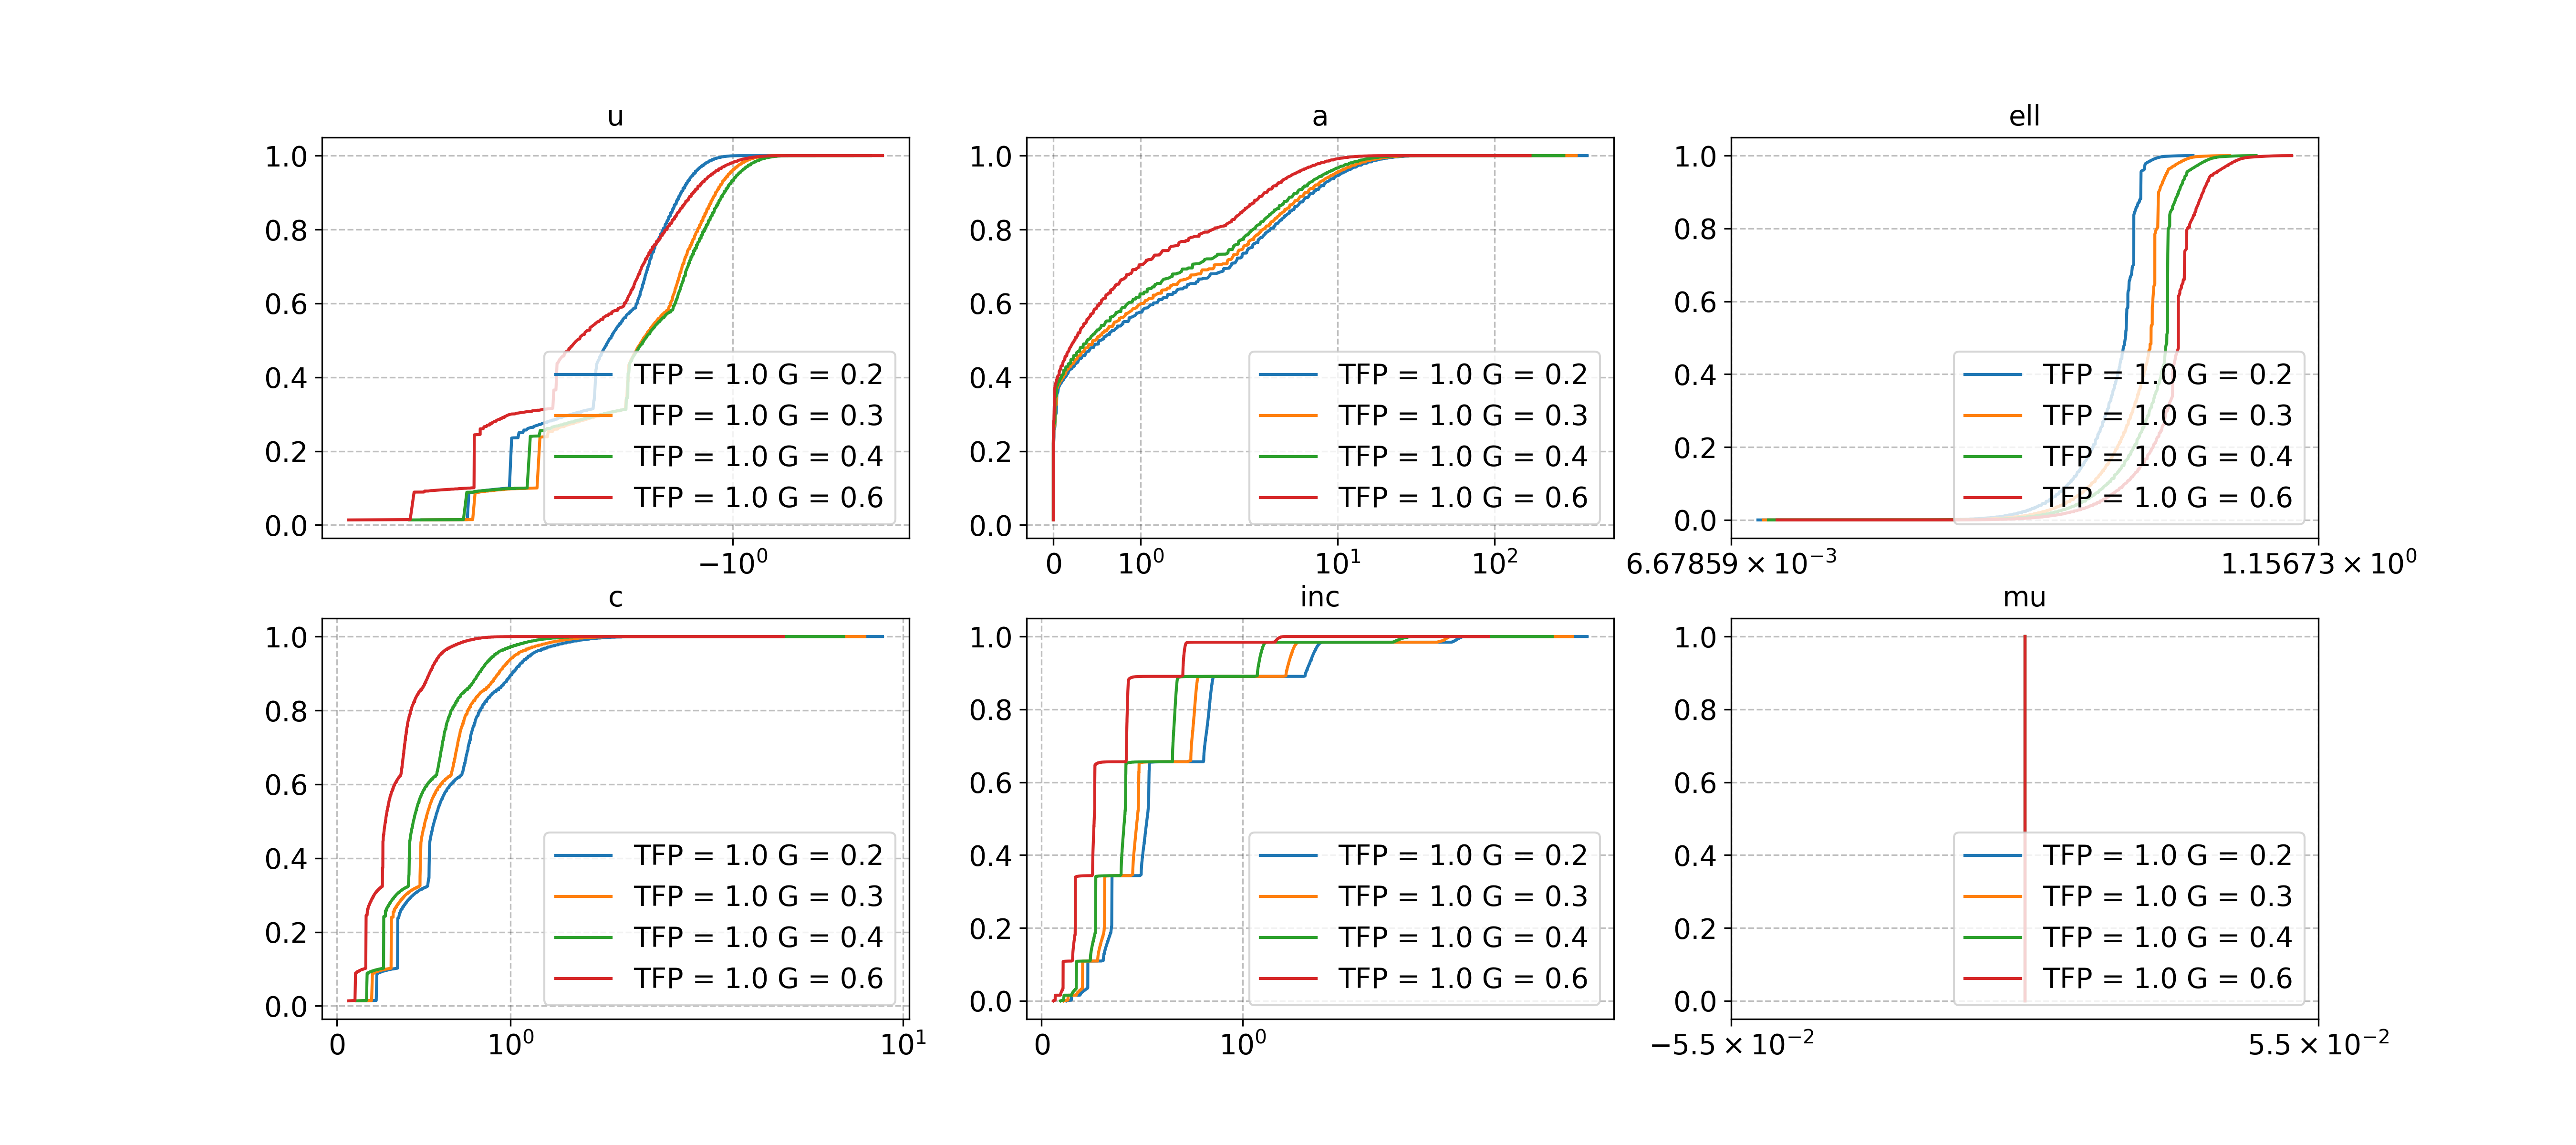 u
1.0
0.8
0.6
0.4
0.2
0.0
−10⁰
TFP = 1.0 G = 0.2
TFP = 1.0 G = 0.3
TFP = 1.0 G = 0.4
TFP = 1.0 G = 0.6
a
1.0
0.8
0.6
0.4
0.2
0.0
0 10⁰ 10¹ 10²
TFP = 1.0 G = 0.2
TFP = 1.0 G = 0.3
TFP = 1.0 G = 0.4
TFP = 1.0 G = 0.6
ell
1.0
0.8
0.6
0.4
0.2
0.0
6.67859 × 10⁻³ 1.15673 × 10⁰
TFP = 1.0 G = 0.2
TFP = 1.0 G = 0.3
TFP = 1.0 G = 0.4
TFP = 1.0 G = 0.6
c
1.0
0.8
0.6
0.4
0.2
0.0
0 10⁰ 10¹
TFP = 1.0 G = 0.2
TFP = 1.0 G = 0.3
TFP = 1.0 G = 0.4
TFP = 1.0 G = 0.6
inc
1.0
0.8
0.6
0.4
0.2
0.0
0 10⁰
TFP = 1.0 G = 0.2
TFP = 1.0 G = 0.3
TFP = 1.0 G = 0.4
TFP = 1.0 G = 0.6
mu
1.0
0.8
0.6
0.4
0.2
0.0
−5.5 × 10⁻² 5.5 × 10⁻²
TFP = 1.0 G = 0.2
TFP = 1.0 G = 0.3
TFP = 1.0 G = 0.4
TFP = 1.0 G = 0.6